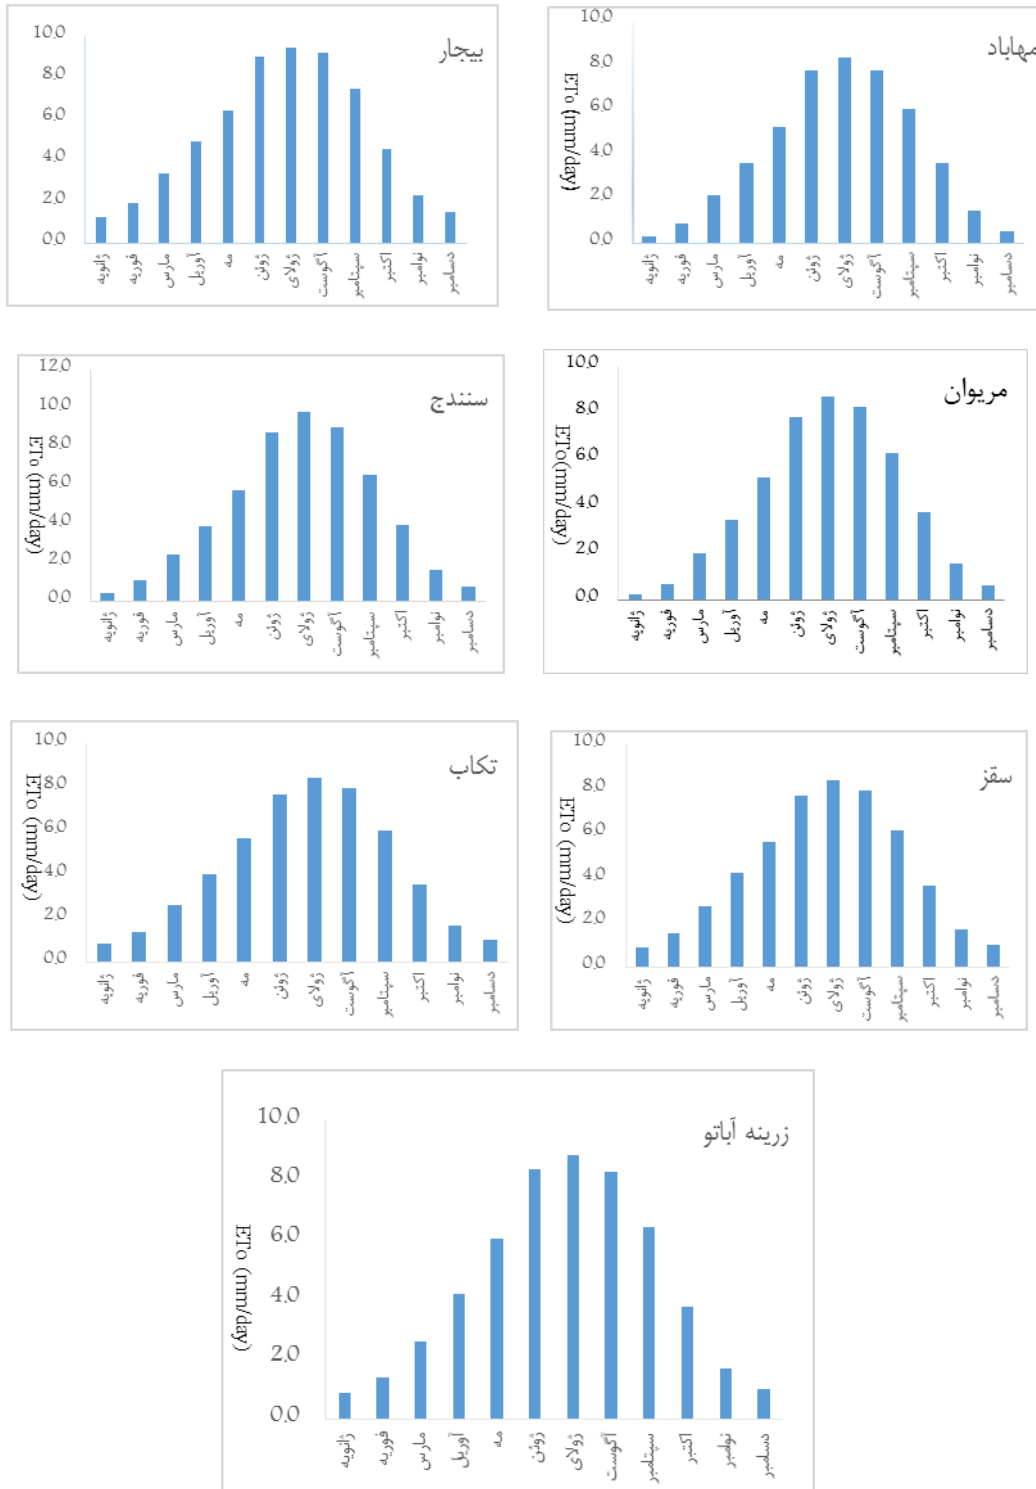 بیجار
10.0
8.0
6.0
4.0
2.0
0.0
ژانویه
فوریه
مارس
آوریل
مه
ژوئن
ژولای
آگوست
سپتامبر
اکتبر
نوامبر
دسامبر
مهاباد
ETo (mm/day)
10.0
8.0
6.0
4.0
2.0
0.0
ژانویه
فوریه
مارس
آوریل
مه
ژوئن
ژولای
آگوست
سپتامبر
اکتبر
نوامبر
دسامبر
سنندج
ETo (mm/day)
12.0
10.0
8.0
6.0
4.0
2.0
0.0
ژانویه
فوریه
مارس
آوریل
مه
ژوئن
ژولای
آگوست
سپتامبر
اکتبر
نوامبر
دسامبر
مریوان
ETo(mm/day)
10.0
8.0
6.0
4.0
2.0
0.0
ژانویه
فوریه
مارس
آوریل
مه
ژوئن
ژولای
آگوست
سپتامبر
اکتبر
نوامبر
دسامبر
تکاب
ETo (mm/day)
10.0
8.0
6.0
4.0
2.0
0.0
ژانویه
فوریه
مارس
آوریل
مه
ژوئن
ژولای
آگوست
سپتامبر
اکتبر
نوامبر
دسامبر
سقز
ETo (mm/day)
10.0
8.0
6.0
4.0
2.0
0.0
ژانویه
فوریه
مارس
آوریل
مه
ژوئن
ژولای
آگوست
سپتامبر
اکتبر
نوامبر
دسامبر
زرینه آباتو
ETo (mm/day)
10.0
8.0
6.0
4.0
2.0
0.0
ژانویه
فوریه
مارس
آوریل
مه
ژوئن
ژولای
آگوست
سپتامبر
اکتبر
نوامبر
دسامبر